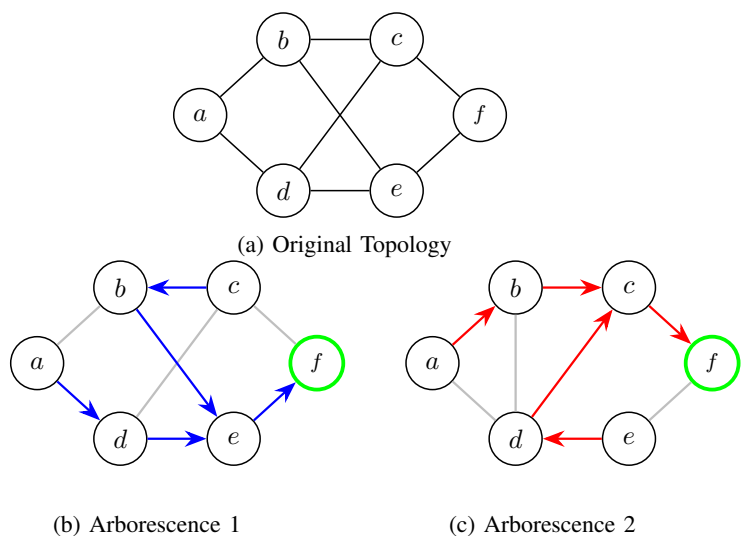 b c
a f
d e
(a) Original Topology
b c b c
a f a f
d e d e
(b) Arborescence 1 (c) Arborescence 2